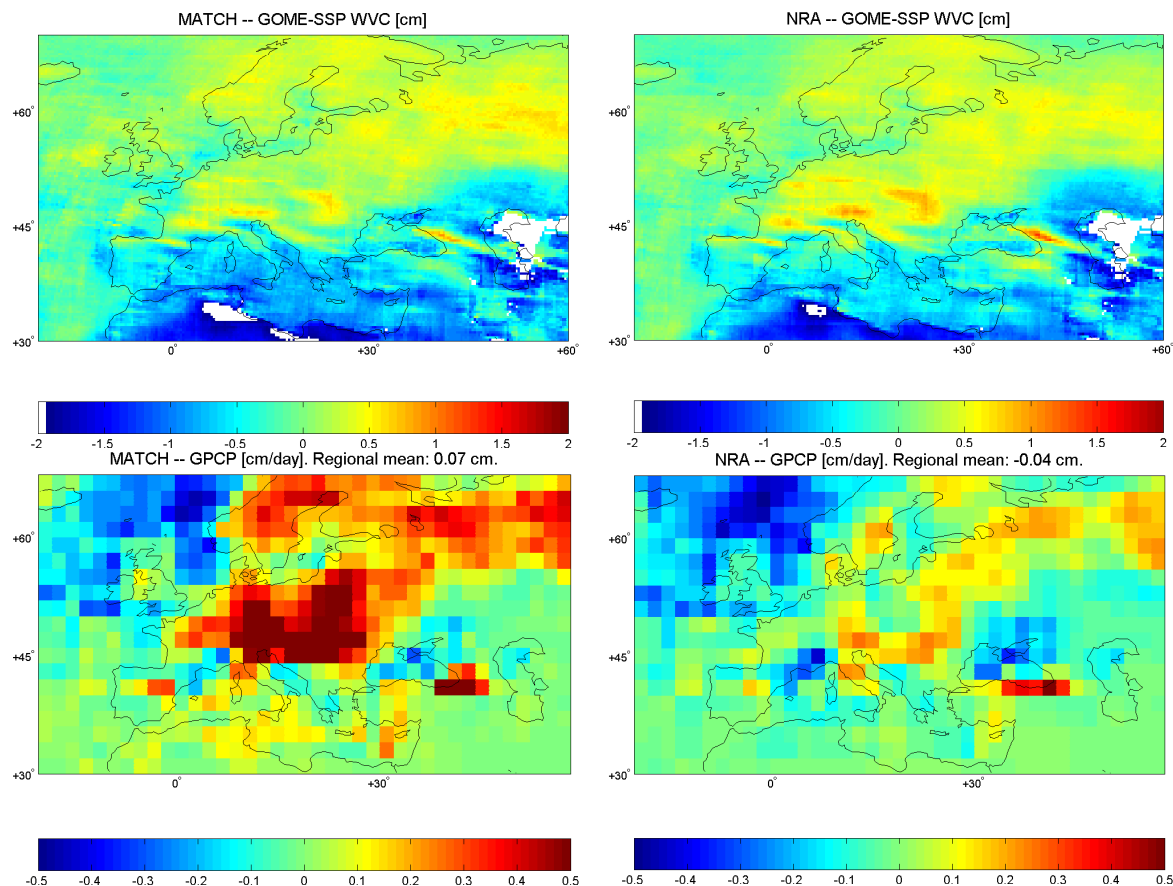 MATCH -- GOME-SSP WVC [cm]
NRA -- GOME-SSP WVC [cm]
+60°
+45°
+30°
0° +30° +60°
+60°
+45°
+30°
0° +30° +60°
-2 -1.5 -1 -0.5 0 0.5 1 1.5 2
-2 -1.5 -1 -0.5 0 0.5 1 1.5 2
MATCH -- GPCP [cm/day]. Regional mean: 0.07 cm.
NRA -- GPCP [cm/day]. Regional mean: -0.04 cm.
+60°
+45°
+30°
0° +30°
+60°
+45°
+30°
0° +30°
-0.5 -0.4 -0.3 -0.2 -0.1 0 0.1 0.2 0.3 0.4 0.5
-0.5 -0.4 -0.3 -0.2 -0.1 0 0.1 0.2 0.3 0.4 0.5